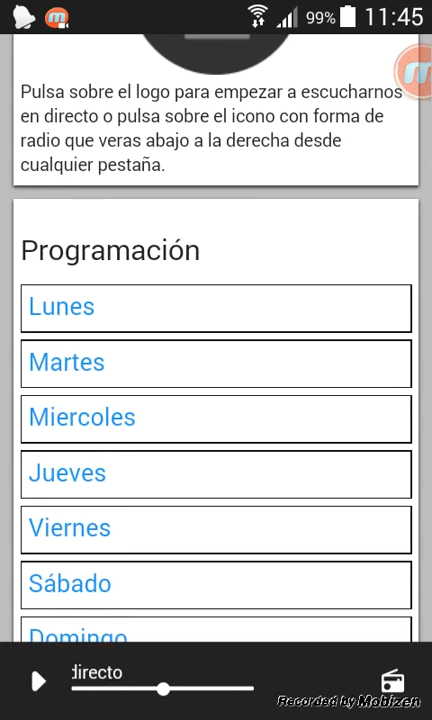 99% 11:45
Pulsa sobre el logo para empezar a escucharnos
en directo o pulsa sobre el icono con forma de
radio que veras abajo a la derecha desde
cualquier pestaña.
Programación
Lunes
Martes
Miercoles
Jueves
Viernes
Sábado
Domingo
directo
Recorded by Mobizen